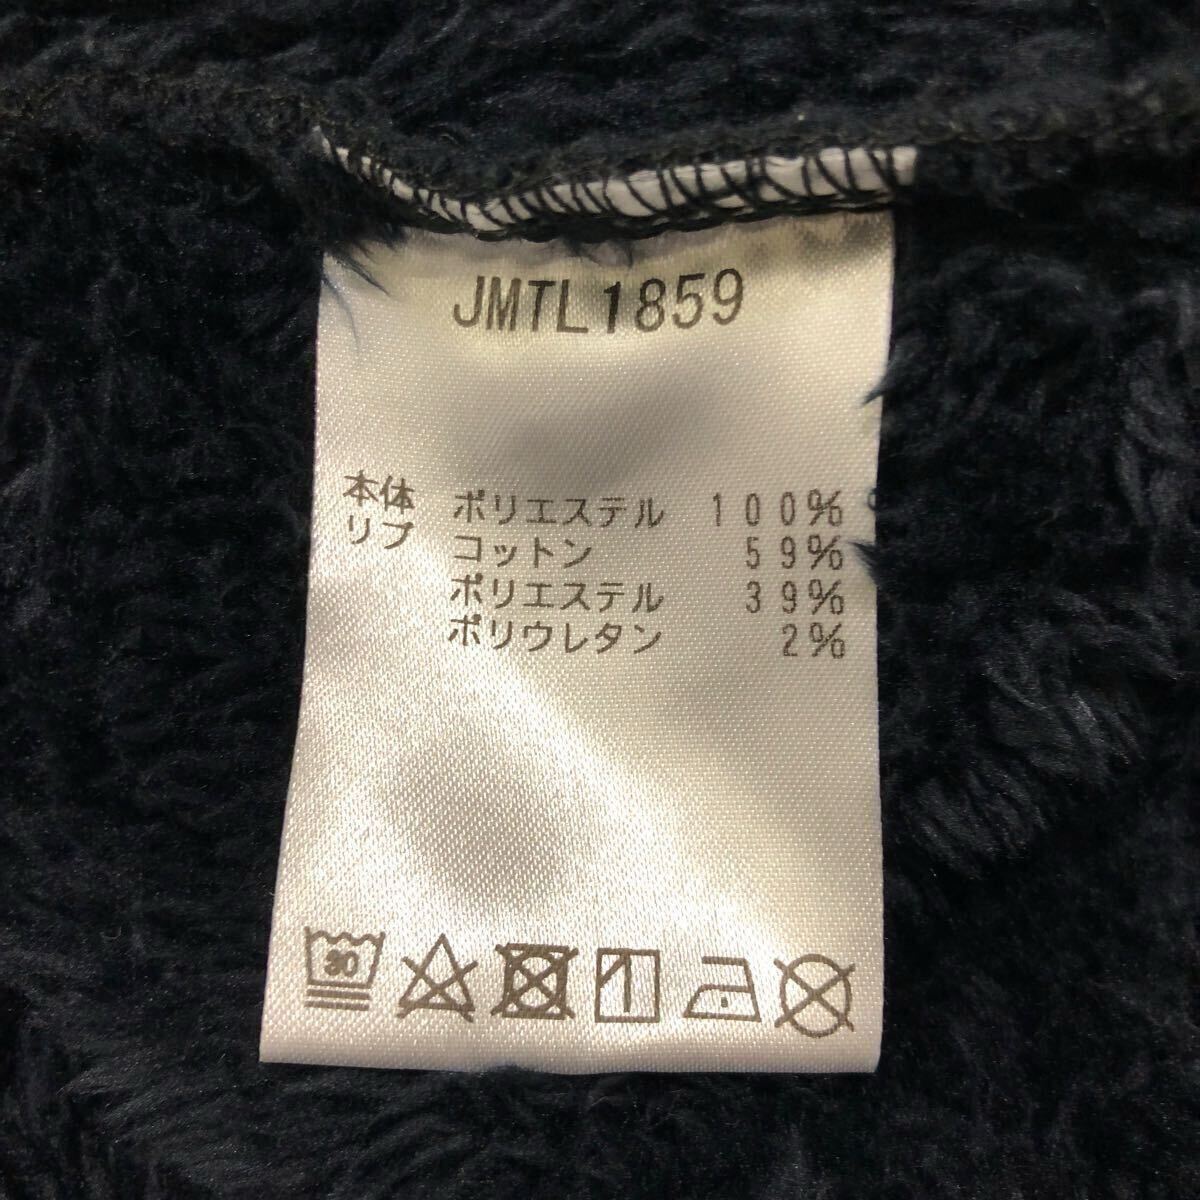 JMTL1859
本体 ポリエステル 100%
リブ コットン 59%
ポリエステル 39%
ポリウレタン 2%
30